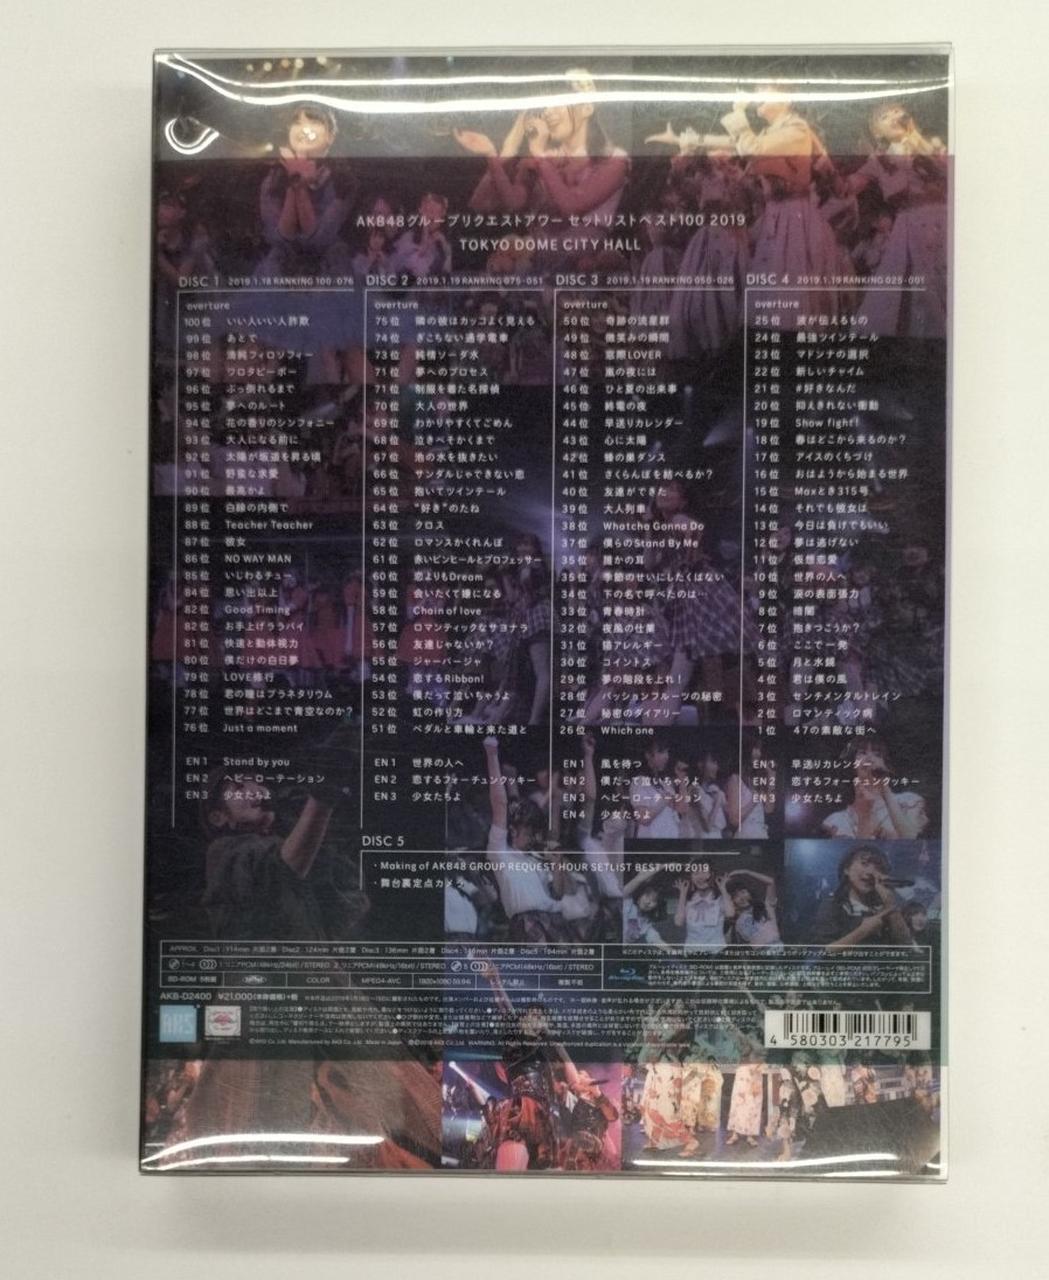 AKB48グループリクエストアワー セットリストベスト100 2019
TOKYO DOME CITY HALL
DISC 1 2019.1.18 RANKING 100-076
overture
100位 いい人いい人詐欺
99位 あとで
98位 清純フィロソフィー
97位 ワロタピーポー
96位 ぶっ倒れるまで
95位 夢へのルート
94位 花の香りのシンフォニー
93位 大人になる前に
92位 太陽が坂道を昇る頃
91位 野蛮な求愛
90位 最高かよ
89位 白線の内側で
88位 Teacher Teacher
87位 彼女
86位 NO WAY MAN
85位 いじわるチュー
84位 思い出以上
82位 Good Timing
82位 お手上げララバイ
81位 快速と動体視力
80位 僕だけの白日夢
79位 LOVE修行
78位 君の瞳はプラネタリウム
77位 世界はどこまで青空なのか?
76位 Just a moment
EN1 Stand by you
EN2 ヘビーローテーション
EN3 少女たちよ
DISC 2 2019.1.19 RANKING 075-051
overture
75位 隣の彼はカッコよく見える
74位 ぎこちない通学電車
73位 純情ソーダ水
71位 夢へのプロセス
71位 制服を着た名探偵
70位 大人の世界
69位 わかりやすくてごめん
68位 泣きべそかくまで
67位 池の水を抜きたい
66位 サンダルじゃできない恋
65位 抱いてツインテール
64位 "好き"のたね
63位 クロス
62位 ロマンスかくれんぼ
61位 赤いピンヒールとプロフェッサー
60位 恋よりもDream
59位 会いたくて嫌になる
58位 Chain of love
57位 ロマンティックなサヨナラ
56位 友達じゃないか?
55位 ジャーバージャ
54位 恋するRibbon!
53位 僕だって泣いちゃうよ
52位 虹の作り方
51位 ペダルと車輪と来た道と
EN1 世界の人へ
EN2 恋するフォーチュンクッキー
EN3 少女たちよ
DISC 3 2019.1.19 RANKING 050-026
overture
50位 奇跡の流星群
49位 微笑みの瞬間
48位 窓際LOVER
47位 嵐の夜には
46位 ひと夏の出来事
45位 終電の夜
44位 早送りカレンダー
43位 心に太陽
42位 蜂の巣ダンス
41位 さくらんぼを結べるか?
40位 友達ができた
39位 大人列車
38位 Whatcha Gonna Do
37位 僕らのStand By Me
35位 誰かの耳
35位 季節のせいにしたくはない
34位 下の名で呼べたのは…
33位 青春時計
32位 夜風の仕業
31位 猫アレルギー
30位 コイントス
29位 夢の階段を上れ!
28位 パッションフルーツの秘密
27位 秘密のダイアリー
26位 Which one
EN1 風を待つ
EN2 僕だって泣いちゃうよ
EN3 ヘビーローテーション
EN4 少女たちよ
DISC 4 2019.1.19 RANKING 025-001
overture
25位 波が伝えるもの
24位 最強ツインテール
23位 マドンナの選択
22位 新しいチャイム
21位 #好きなんだ
20位 抑えきれない衝動
19位 Show fight!
18位 春はどこから来るのか?
17位 アイスのくちづけ
16位 おはようから始まる世界
15位 Maxとき315号
14位 それでも彼女は
13位 今日は負けでもいい
12位 夢は逃げない
11位 仮想恋愛
10位 世界の人へ
9位 涙の表面張力
8位 暗闇
7位 抱きつこうか?
6位 ここで一発
5位 月と水鏡
4位 君は僕の風
3位 センチメンタルトレイン
2位 ロマンティック病
1位 47の素敵な街へ
EN1 早送りカレンダー
EN2 恋するフォーチュンクッキー
EN3 少女たちよ
DISC 5
・Making of AKB48 GROUP REQUEST HOUR SETLIST BEST 100 2019
・舞台裏定点カメラ
BD-ROM 5枚組 COLOR MPEG4-AVC レンタル禁止 複製不能
AKB-D2400 ¥21,000(本体価格)+税
AKS
4 580303 217795